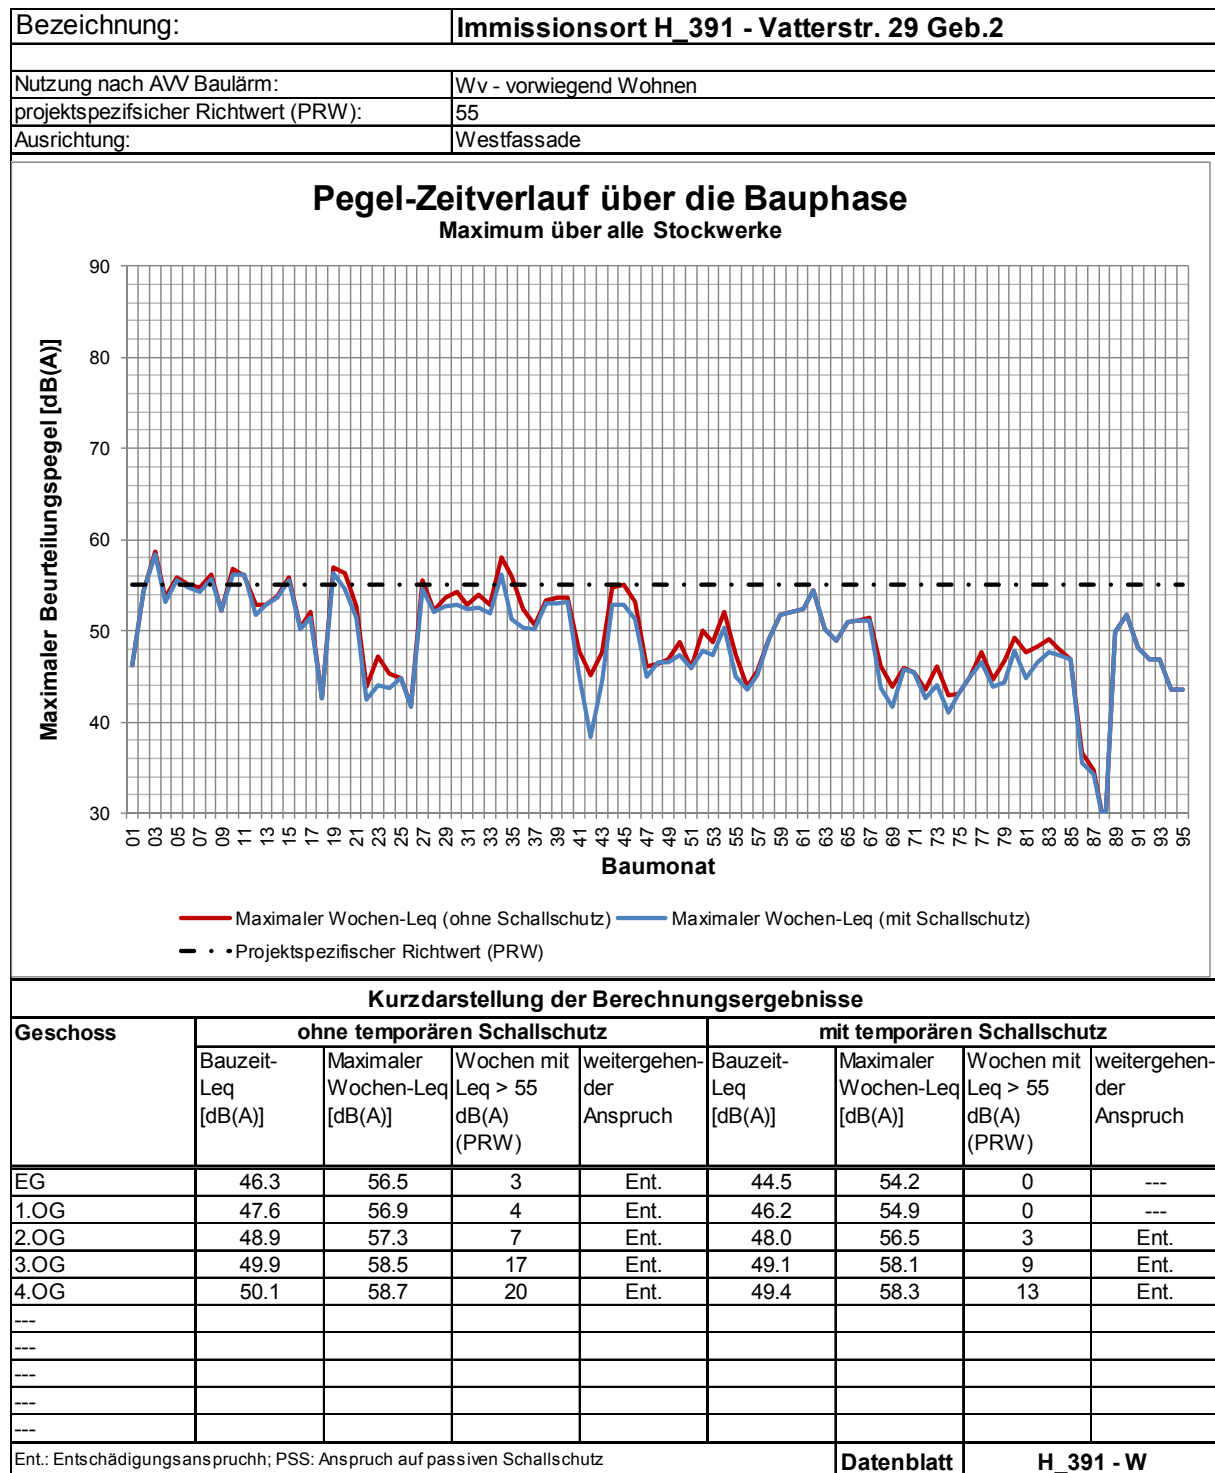 Bezeichnung: Immissionsort H_391 - Vatterstr. 29 Geb.2
Nutzung nach AVV Baulärm: Wv - vorwiegend Wohnen
projektspezifsicher Richtwert (PRW): 55
Ausrichtung: Westfassade
Pegel-Zeitverlauf über die Bauphase
Maximum über alle Stockwerke
Maximaler Beurteilungspegel [dB(A)]
90
80
70
60
50
40
30
01 03 05 07 09 11 13 15 17 19 21 23 25 27 29 31 33 35 37 39 41 43 45 47 49 51 53 55 57 59 61 63 65 67 69 71 73 75 77 79 81 83 85 87 89 91 93 95
Baumonat
Maximaler Wochen-Leq (ohne Schallschutz) Maximaler Wochen-Leq (mit Schallschutz)
Projektspezifischer Richtwert (PRW)
Kurzdarstellung der Berechnungsergebnisse
Geschoss ohne temporären Schallschutz mit temporären Schallschutz
Bauzeit- Maximaler Wochen mit weitergehen- Bauzeit- Maximaler Wochen mit weitergehen-
Leq Wochen-Leq Leq > 55 der Leq Wochen-Leq Leq > 55 der
[dB(A)] [dB(A)] dB(A) Anspruch [dB(A)] [dB(A)] dB(A) Anspruch
(PRW) (PRW)
EG 46.3 56.5 3 Ent. 44.5 54.2 0 ---
1.OG 47.6 56.9 4 Ent. 46.2 54.9 0 ---
2.OG 48.9 57.3 7 Ent. 48.0 56.5 3 Ent.
3.OG 49.9 58.5 17 Ent. 49.1 58.1 9 Ent.
4.OG 50.1 58.7 20 Ent. 49.4 58.3 13 Ent.
---
---
---
---
---
Ent.: Entschädigungsanspruchh; PSS: Anspruch auf passiven Schallschutz Datenblatt H_391 - W